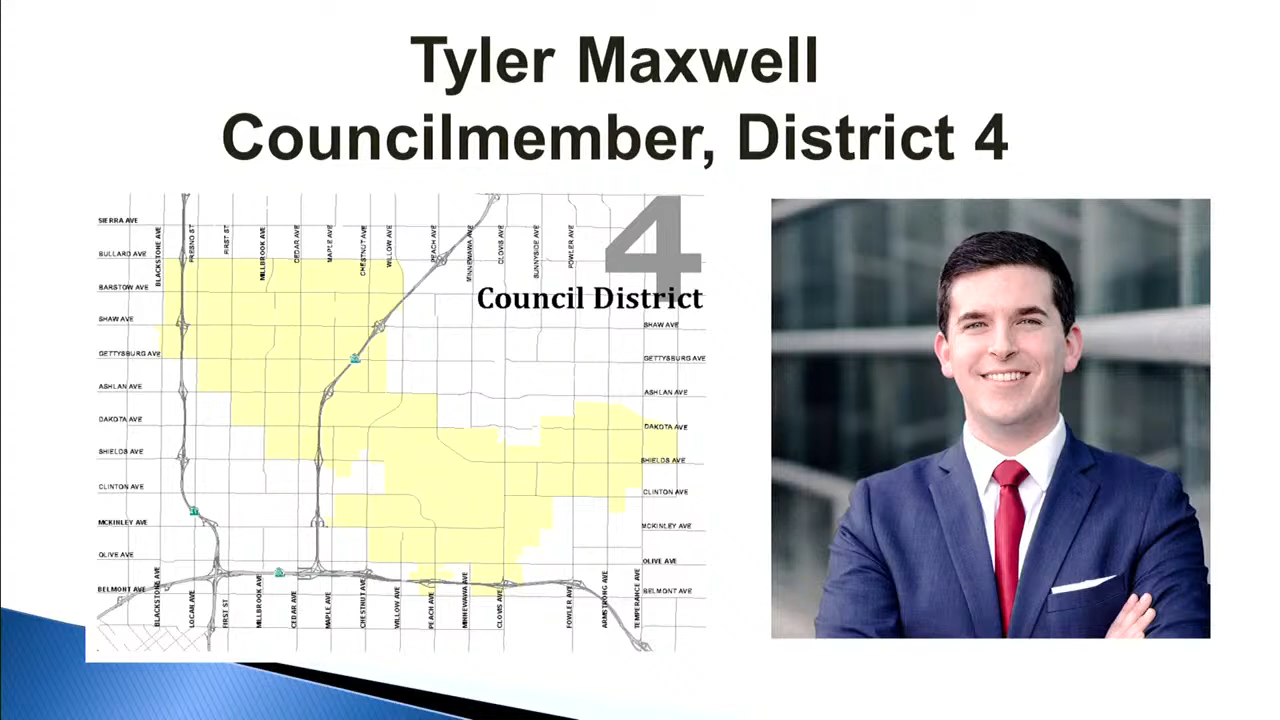 Tyler Maxwell
Councilmember, District 4
4
Council District
SIERRA AVE
BULLARD AVE
BARSTOW AVE
SHAW AVE
GETTYSBURG AVE
ASHLAN AVE
DAKOTA AVE
SHIELDS AVE
CLINTON AVE
MCKINLEY AVE
OLIVE AVE
BELMONT AVE
BLACKSTONE AVE
FRESNO ST
FIRST ST
MILLBROOK AVE
CEDAR AVE
MAPLE AVE
CHESTNUT AVE
WILLOW AVE
PEACH AVE
MINNEWAWA AVE
CLOVIS AVE
SUNNYSIDE AVE
FOWLER AVE
SHAW AVE
GETTYSBURG AVE
ASHLAN AVE
DAKOTA AVE
SHIELDS AVE
CLINTON AVE
MCKINLEY AVE
OLIVE AVE
BELMONT AVE
BLACKSTONE AVE
LOCAN AVE
FIRST ST
MILLBROOK AVE
CEDAR AVE
MAPLE AVE
CHESTNUT AVE
WILLOW AVE
PEACH AVE
MINNEWAWA AVE
CLOVIS AVE
FOWLER AVE
ARMSTRONG AVE
TEMPERANCE AVE